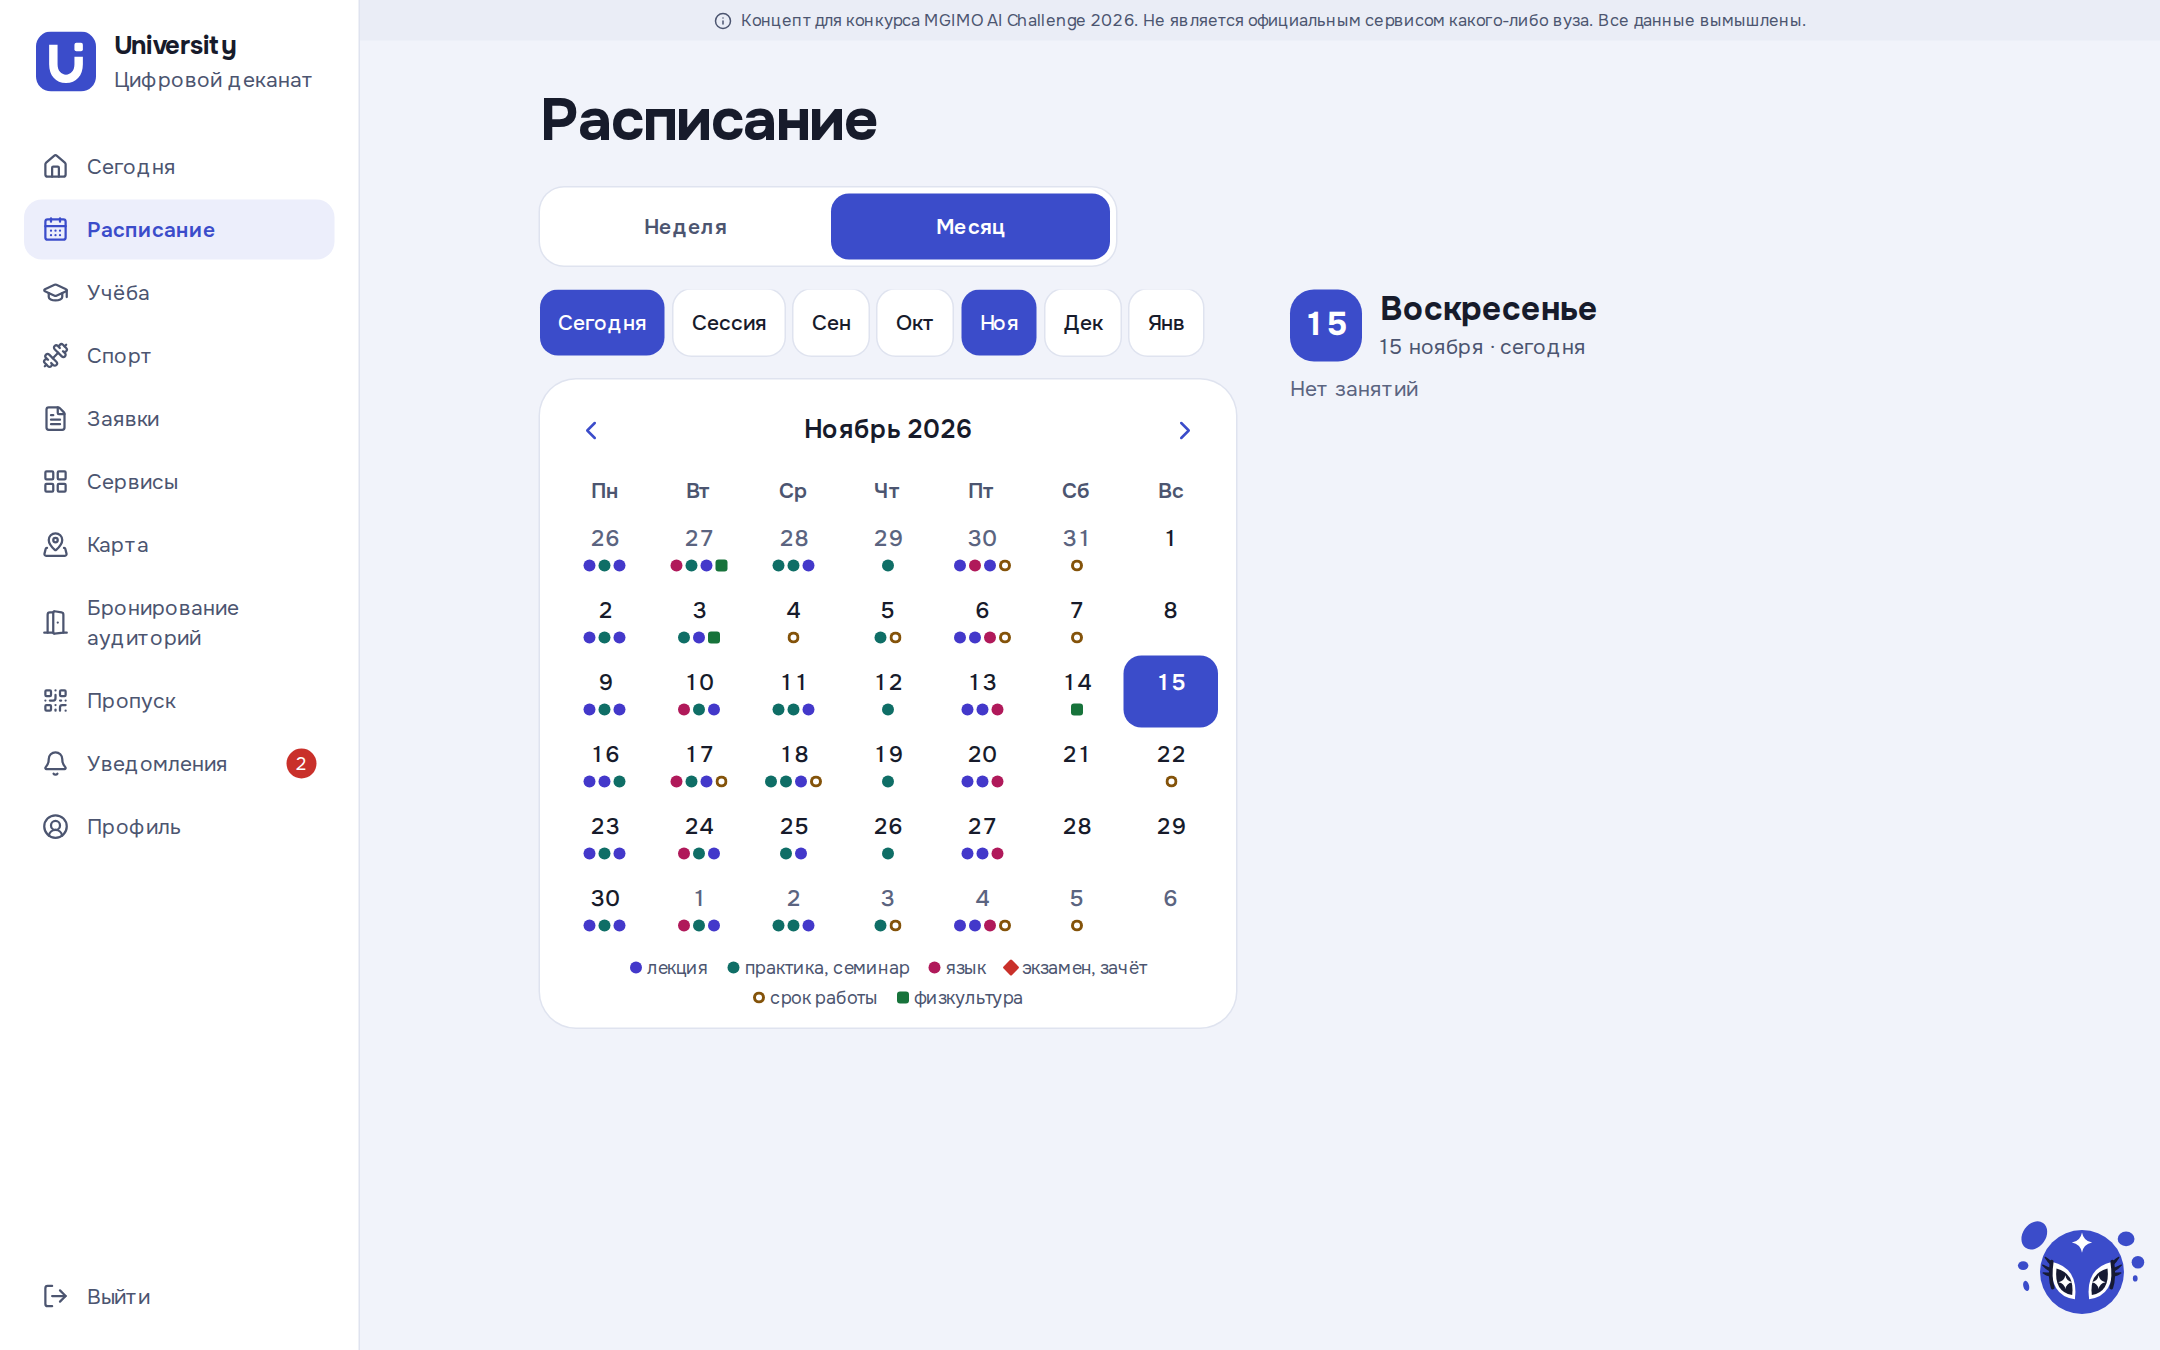 University
Цифровой деканат
Сегодня
Расписание
Учёба
Спорт
Заявки
Сервисы
Карта
Бронирование
аудиторий
Пропуск
Уведомления 2
Профиль
Выйти
Концепт для конкурса MGIMO AI Challenge 2026. Не является официальным сервисом какого-либо вуза. Все данные вымышлены.
Расписание
Неделя Месяц
Сегодня Сессия Сен Окт Ноя Дек Янв
Ноябрь 2026
Пн Вт Ср Чт Пт Сб Вс
26 27 28 29 30 31 1
2 3 4 5 6 7 8
9 10 11 12 13 14 15
16 17 18 19 20 21 22
23 24 25 26 27 28 29
30 1 2 3 4 5 6
лекция практика, семинар язык экзамен, зачёт
срок работы физкультура
15 Воскресенье
15 ноября · сегодня
Нет занятий